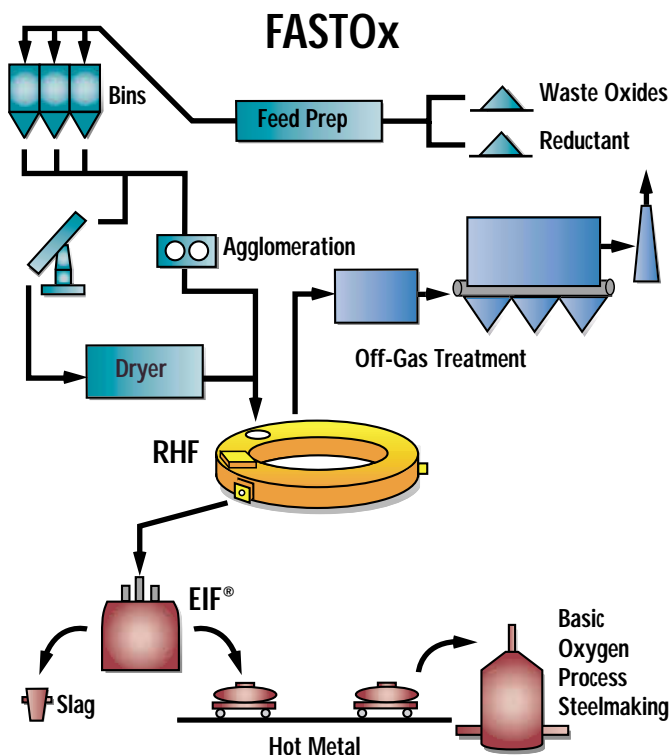 FASTOx
Bins
Feed Prep
Waste Oxides
Reductant
Agglomeration
Off-Gas Treatment
Dryer
RHF
EIF®
Slag
Hot Metal
Basic
Oxygen
Process
Steelmaking